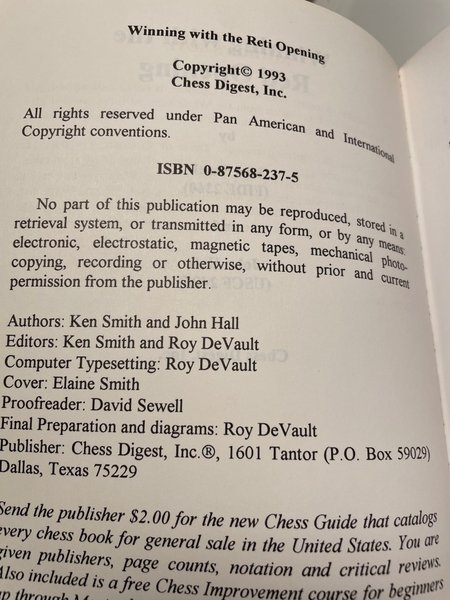 Winning with the Reti Opening
Copyright© 1993
Chess Digest, Inc.
All rights reserved under Pan American and International
Copyright conventions.
ISBN 0-87568-237-5
No part of this publication may be reproduced, stored in a
retrieval system, or transmitted in any form, or by any means:
electronic, electrostatic, magnetic tapes, mechanical photo-
copying, recording or otherwise, without prior and current
permission from the publisher.
Authors: Ken Smith and John Hall
Editors: Ken Smith and Roy DeVault
Computer Typesetting: Roy DeVault
Cover: Elaine Smith
Proofreader: David Sewell
Final Preparation and diagrams: Roy DeVault
Publisher: Chess Digest, Inc.®, 1601 Tantor (P.O. Box 59029)
Dallas, Texas 75229
Send the publisher $2.00 for the new Chess Guide that catalogs
every chess book for general sale in the United States. You are
given publishers, page counts, notation and critical reviews.
Also included is a free Chess Improvement course for beginners
up through